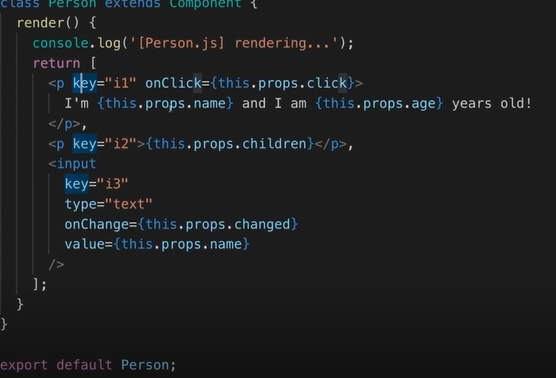 class Person extends Component {
render() {
console.log('[Person.js] rendering...');
return [
<p key="i1" onClick={this.props.click}>
I'm {this.props.name} and I am {this.props.age} years old!
</p>,
<p key="i2">{this.props.children}</p>,
<input
key="i3"
type="text"
onChange={this.props.changed}
value={this.props.name}
/>
];
}
}
export default Person;